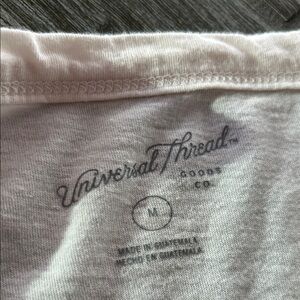 Universal Thread™
GOODS
CO.
M
MADE IN GUATEMALA
HECHO EN GUATEMALA